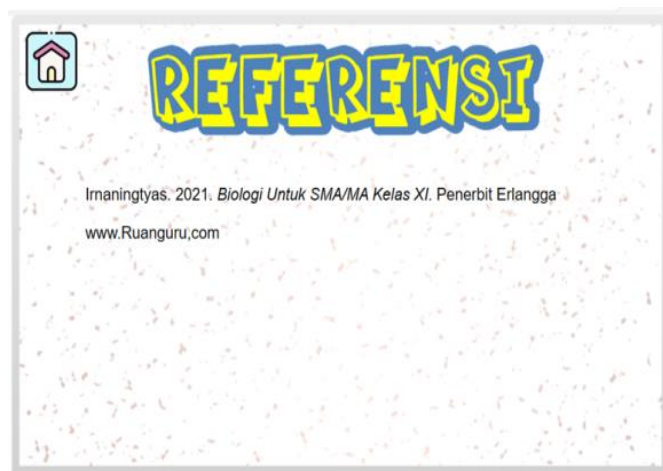 REFERENSI
Irnaningtyas. 2021. Biologi Untuk SMA/MA Kelas XI. Penerbit Erlangga
www.Ruanguru,com